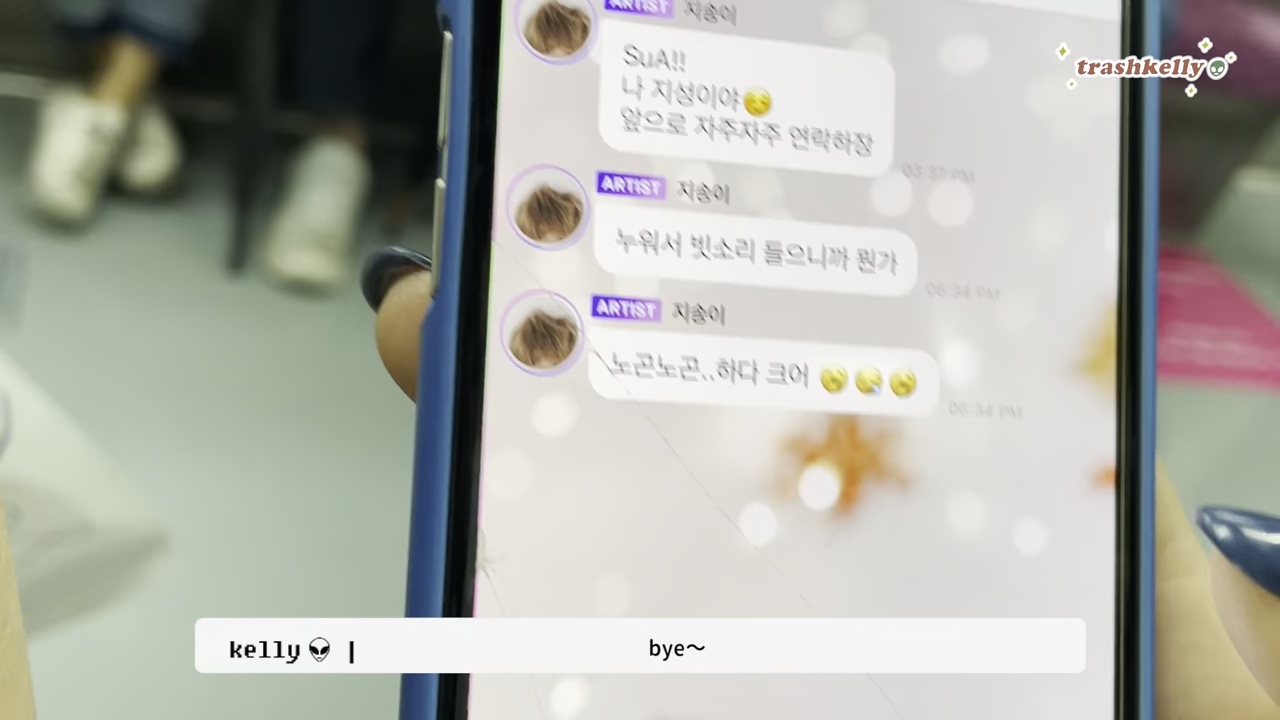 ARTIST 지송이
trashkelly
SuA!!
나 지성이야
앞으로 자주자주 연락하장
03:37 PM
ARTIST 지송이
누워서 빗소리 들으니까 뭔가
06:34 PM
ARTIST 지송이
노곤노곤..하다 크어
06:34 PM
kelly | bye~